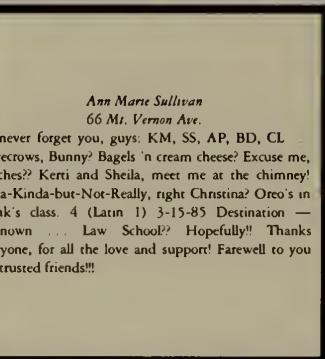 Ann Marie Sullivan
66 Mt. Vernon Ave.
never forget you, guys: KM, SS, AP, BD, CL
ecrows, Bunny? Bagels 'n cream cheese? Excuse me,
ches?? Kerri and Sheila, meet me at the chimney!
a-Kinda-but-Not-Really, right Christina? Oreo's in
k's class. 4 (Latin 1) 3-15-85 Destination —
nown ... Law School?? Hopefully!! Thanks
yone, for all the love and support! Farewell to you
trusted friends!!!